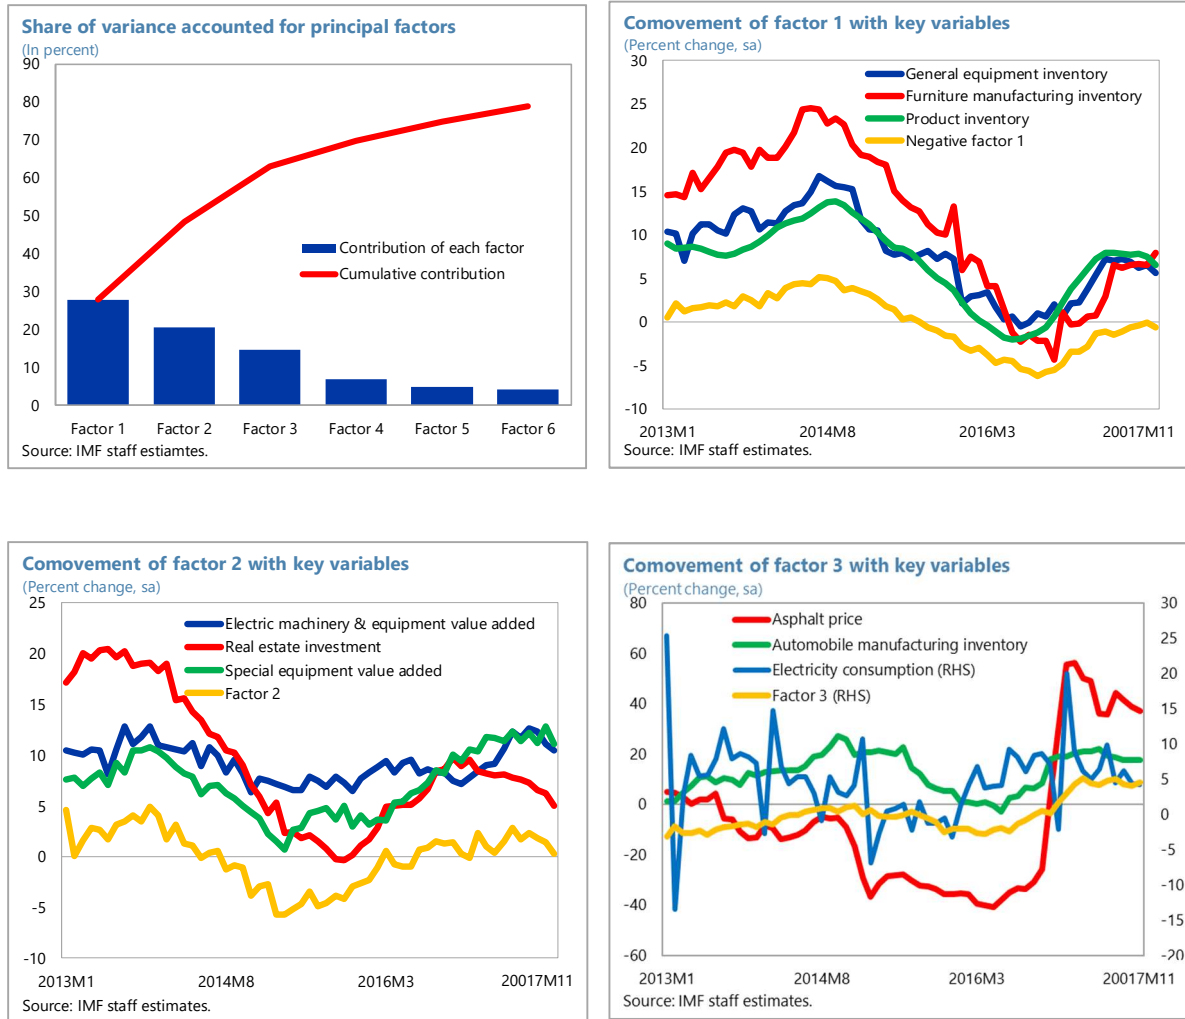 Share of variance accounted for principal factors
(In percent)
90
80
70
60
50
40
30
20
10
0
Contribution of each factor
Cumulative contribution
Factor 1 Factor 2 Factor 3 Factor 4 Factor 5 Factor 6
Source: IMF staff estiamtes.
Comovement of factor 1 with key variables
(Percent change, sa)
30
25
20
15
10
5
0
-5
-10
General equipment inventory
Furniture manufacturing inventory
Product inventory
Negative factor 1
2013M1 2014M8 2016M3 20017M11
Source: IMF staff estimates.
Comovement of factor 2 with key variables
(Percent change, sa)
25
20
15
10
5
0
-5
-10
Electric machinery & equipment value added
Real estate investment
Special equipment value added
Factor 2
2013M1 2014M8 2016M3 20017M11
Source: IMF staff estimates.
Comovement of factor 3 with key variables
(Percent change, sa)
80
60
40
20
0
-20
-40
-60
Asphalt price
Automobile manufacturing inventory
Electricity consumption (RHS)
Factor 3 (RHS)
30
25
20
15
10
5
0
-5
-10
-15
-20
2013M1 2014M8 2016M3 20017M11
Source: IMF staff estimates.